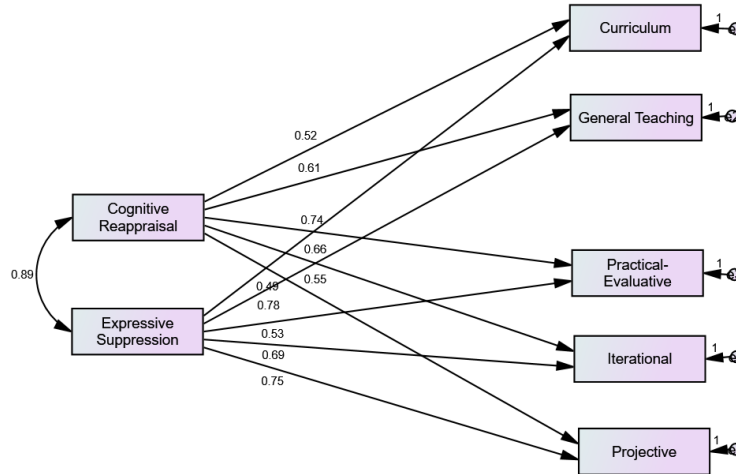 1
Curriculum
1
General Teaching
0.52
0.61
Cognitive
Reappraisal
0.74
0.66
0.55
0.89
0.49
0.78
Practical-
Evaluative
1
Expressive
Suppression
0.53
0.69
0.75
1
Iterational
1
Projective